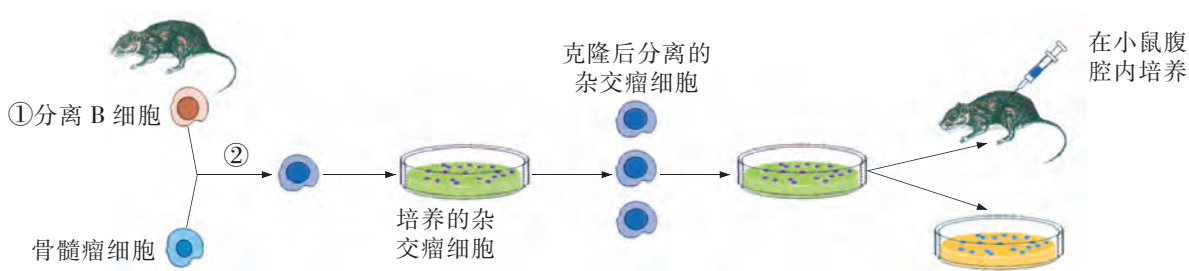 ①分离 B 细胞
②
骨髓瘤细胞
培养的杂
交瘤细胞
克隆后分离的
杂交瘤细胞
在小鼠腹
腔内培养